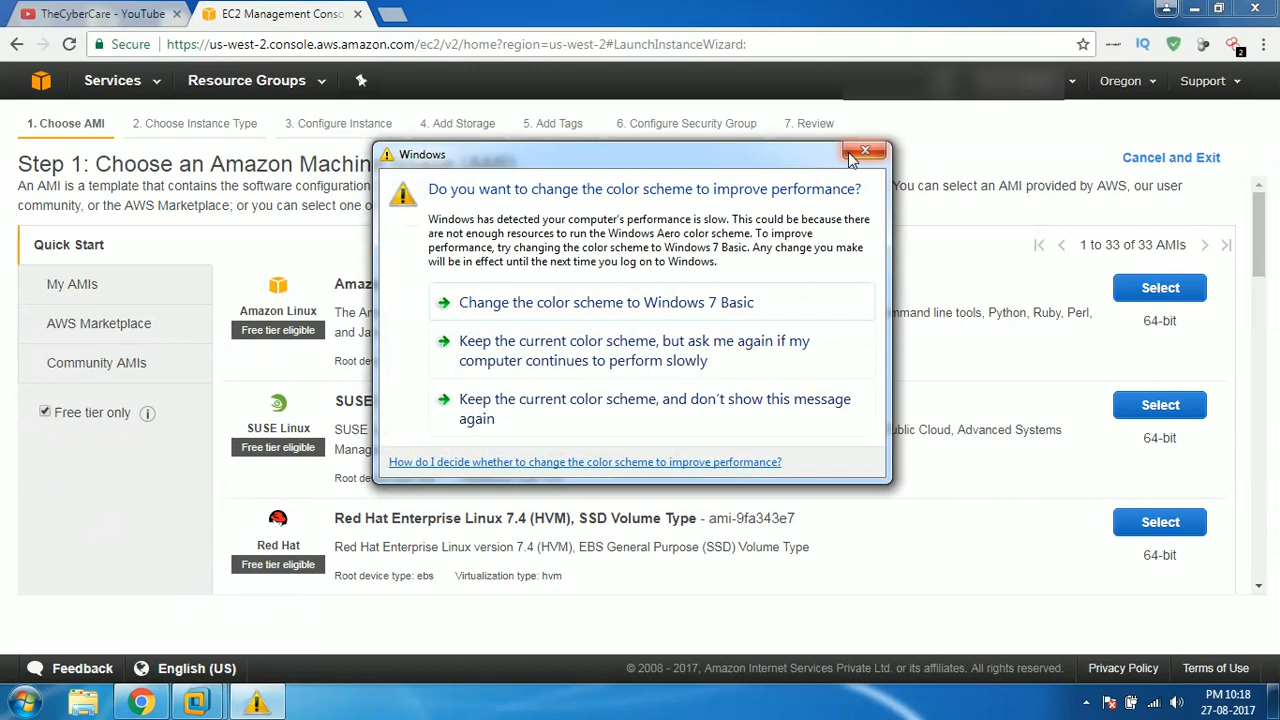 TheCyberCare - YouTube
EC2 Management Conso
Secure
https://us-west-2.console.aws.amazon.com/ec2/v2/home?region=us-west-2#LaunchInstanceWizard:
IQ
2
Services
Resource Groups
Oregon
Support
1. Choose AMI
2. Choose Instance Type
3. Configure Instance
4. Add Storage
5. Add Tags
6. Configure Security Group
7. Review
Step 1: Choose an Amazon Machin
Cancel and Exit
An AMI is a template that contains the software configuration
You can select an AMI provided by AWS, our user
community, or the AWS Marketplace; or you can select one o
Quick Start
My AMIs
AWS Marketplace
Community AMIs
Free tier only
1 to 33 of 33 AMIs
Amazon Linux
Free tier eligible
Amaz
The An
and Jav
Root dev
mmand line tools, Python, Ruby, Perl,
Select
64-bit
SUSE Linux
Free tier eligible
SUSE
SUSE L
Manag
Root dev
ublic Cloud, Advanced Systems
Select
64-bit
Red Hat
Free tier eligible
Red Hat Enterprise Linux 7.4 (HVM), SSD Volume Type - ami-9fa343e7
Red Hat Enterprise Linux version 7.4 (HVM), EBS General Purpose (SSD) Volume Type
Root device type: ebs
Virtualization type: hvm
Select
64-bit
Windows
Do you want to change the color scheme to improve performance?
Windows has detected your computer's performance is slow. This could be because there
are not enough resources to run the Windows Aero color scheme. To improve
performance, try changing the color scheme to Windows 7 Basic. Any change you make
will be in effect until the next time you log on to Windows.
Change the color scheme to Windows 7 Basic
Keep the current color scheme, but ask me again if my
computer continues to perform slowly
Keep the current color scheme, and don't show this message
again
How do I decide whether to change the color scheme to improve performance?
Feedback
English (US)
© 2008 - 2017, Amazon Internet Services Private Ltd. or its affiliates. All rights reserved.
Privacy Policy
Terms of Use
PM 10:18
27-08-2017